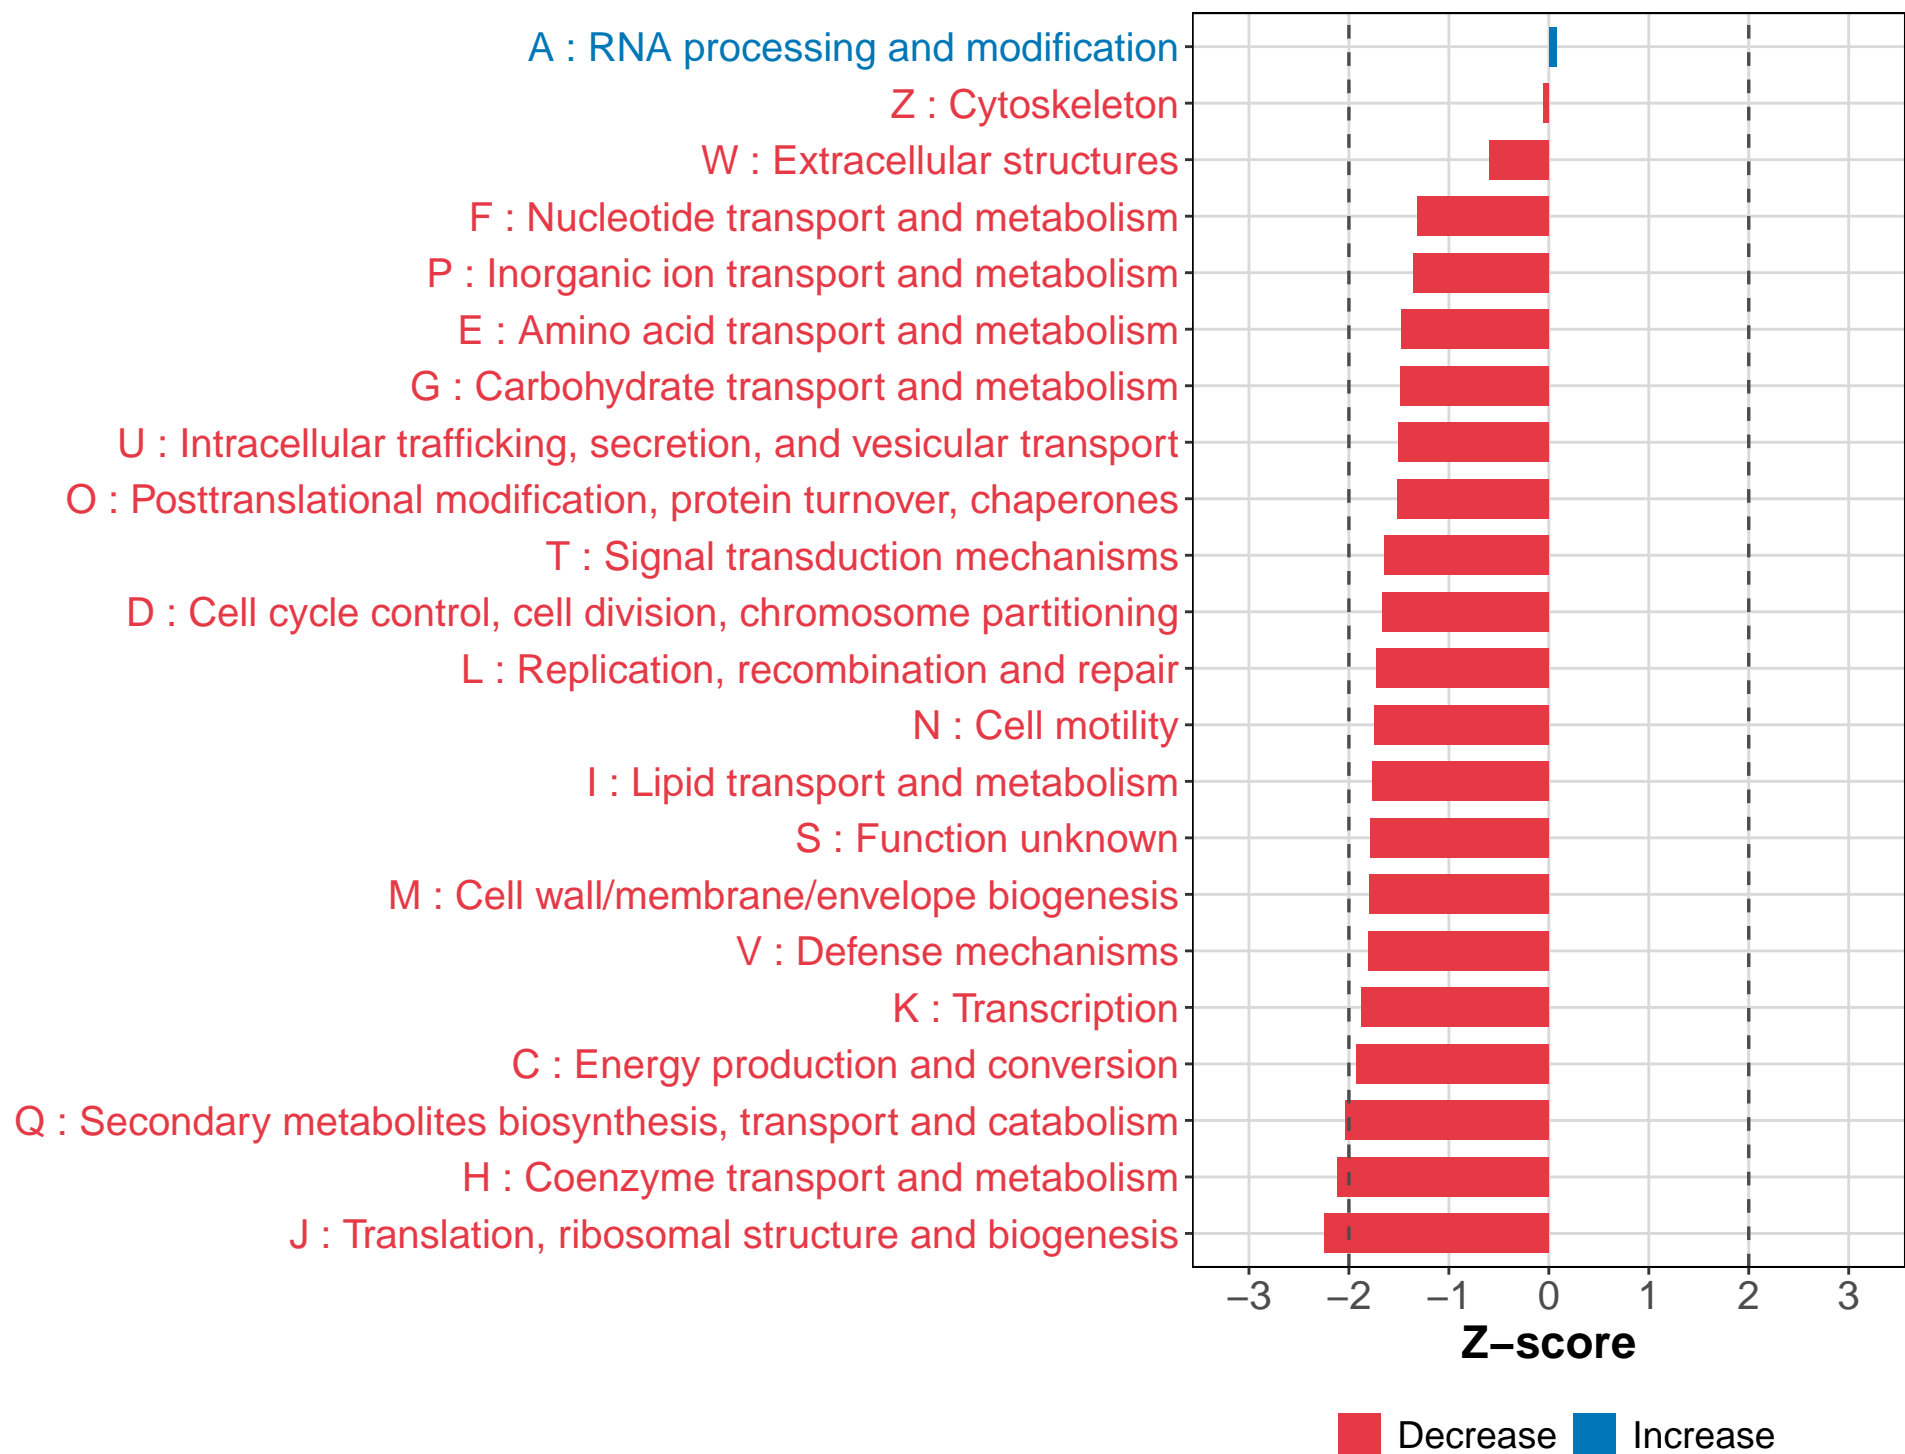 A : RNA processing and modification
Z : Cytoskeleton
W : Extracellular structures
F : Nucleotide transport and metabolism
P : Inorganic ion transport and metabolism
E : Amino acid transport and metabolism
G : Carbohydrate transport and metabolism
U : Intracellular trafficking, secretion, and vesicular transport
O : Posttranslational modification, protein turnover, chaperones
T : Signal transduction mechanisms
D : Cell cycle control, cell division, chromosome partitioning
L : Replication, recombination and repair
N : Cell motility
I : Lipid transport and metabolism
S : Function unknown
M : Cell wall/membrane/envelope biogenesis
V : Defense mechanisms
K : Transcription
C : Energy production and conversion
Q : Secondary metabolites biosynthesis, transport and catabolism
H : Coenzyme transport and metabolism
J : Translation, ribosomal structure and biogenesis
−3 −2 −1 0 1 2 3
Z−score
Decrease Increase